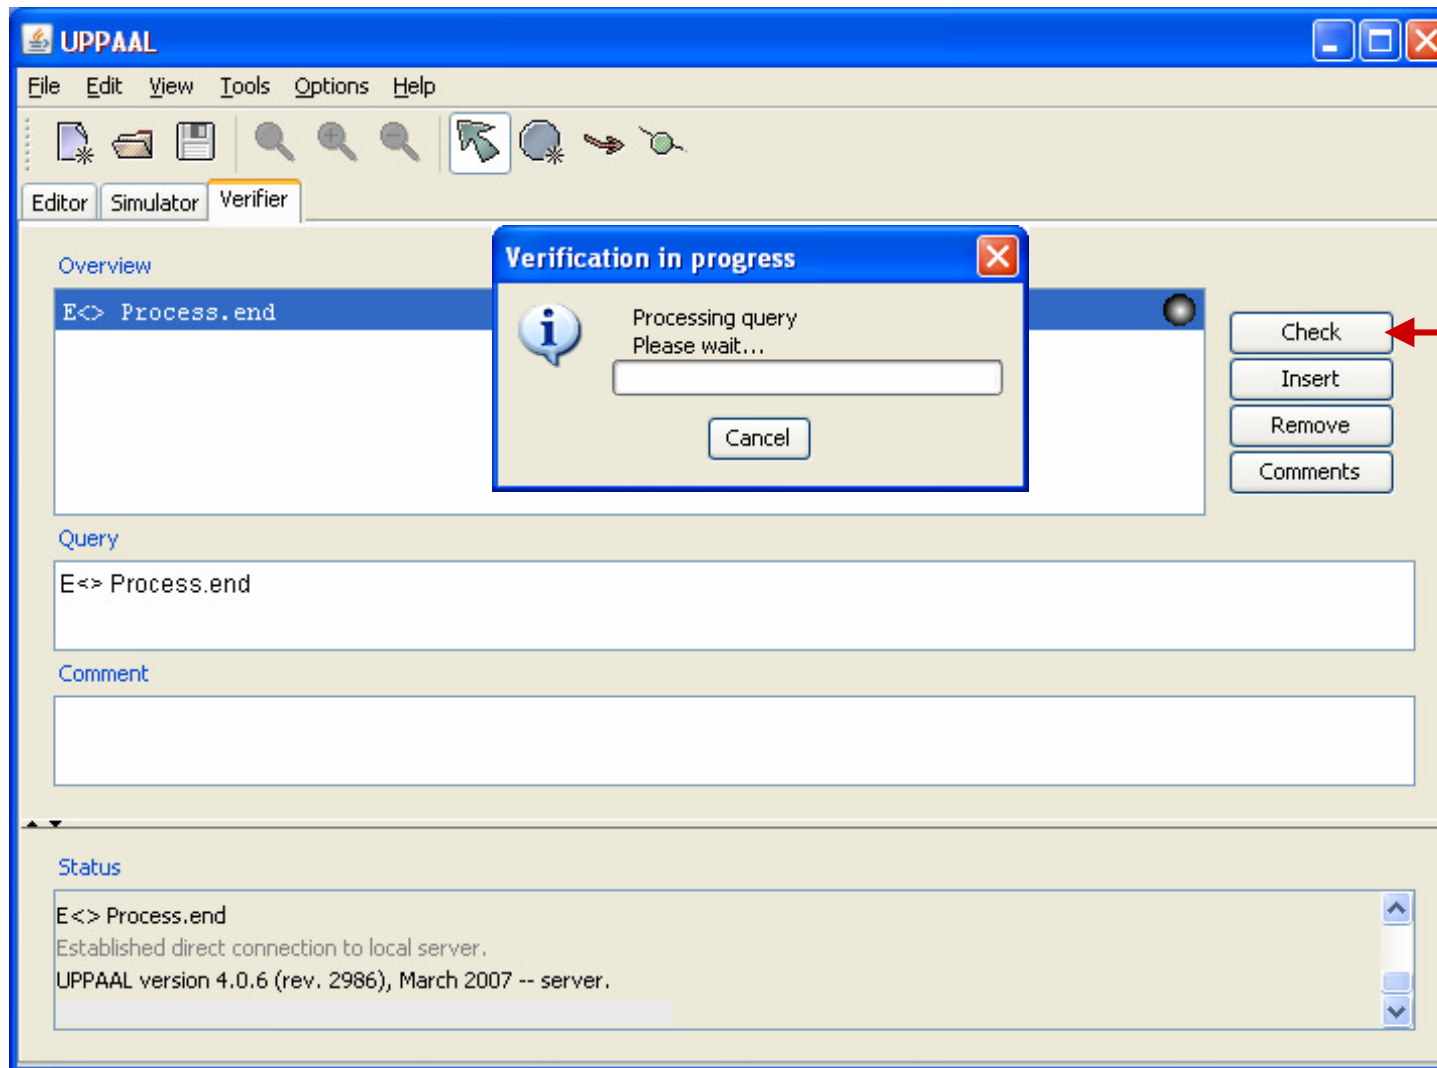 UPPAAL
File Edit View Tools Options Help
Editor Simulator Verifier
Overview
E<> Process.end
Verification in progress
Processing query
Please wait...
Cancel
Check
Insert
Remove
Comments
Query
E<> Process.end
Comment
Status
E<> Process.end
Established direct connection to local server.
UPPAAL version 4.0.6 (rev. 2986), March 2007 -- server.